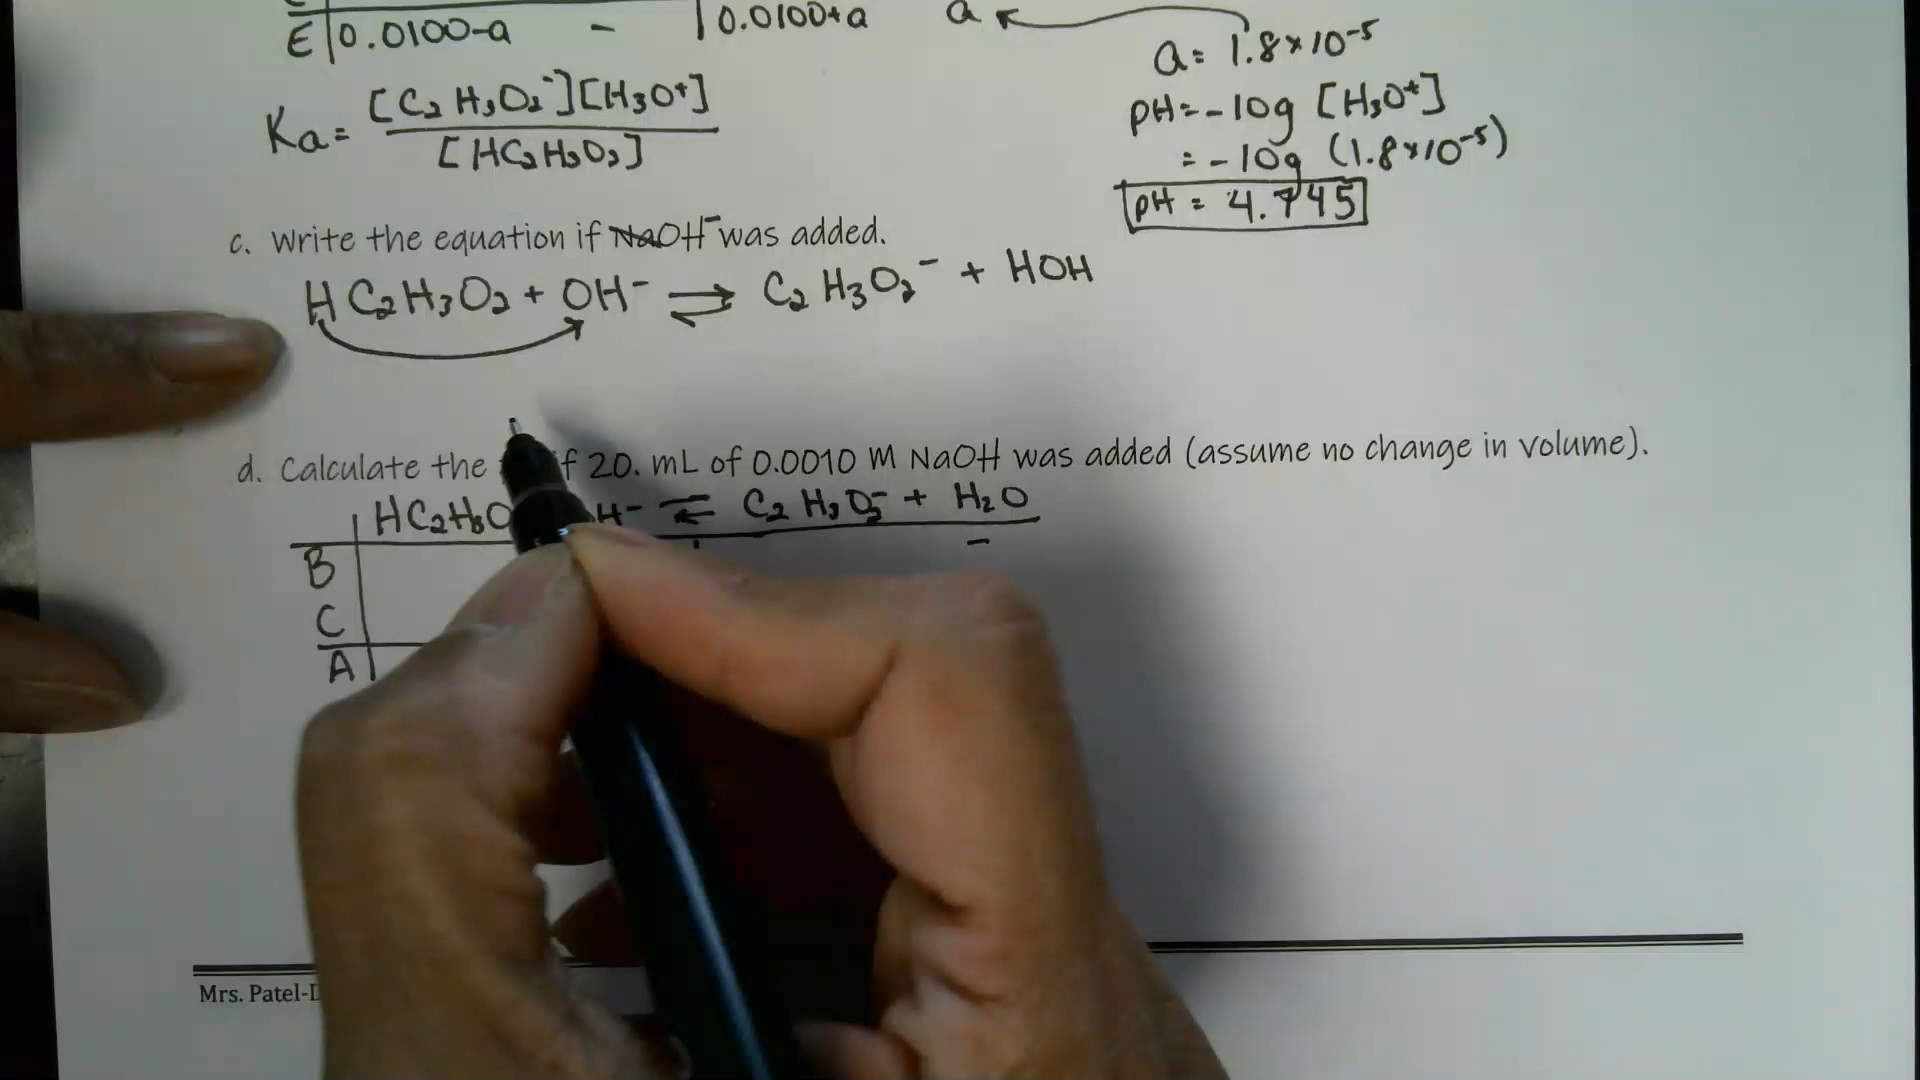 E 0.0100-a - 0.0100+a a
a= 1.8×10⁻⁵
Ka= [C₂H₃O₂⁻][H₃O⁺]
[HC₂H₃O₂]
pH=-log [H₃O⁺]
= -log (1.8×10⁻⁵)
pH = 4.745
c. Write the equation if NaOH⁻ was added.
HC₂H₃O₂ + OH⁻ ⇌ C₂H₃O₂⁻ + HOH
d. Calculate the if 20. mL of 0.0010 M NaOH was added (assume no change in volume).
HC₂H₃O H⁻ ⇌ C₂H₃O₂⁻ + H₂O
B -
C
A
Mrs. Patel-D